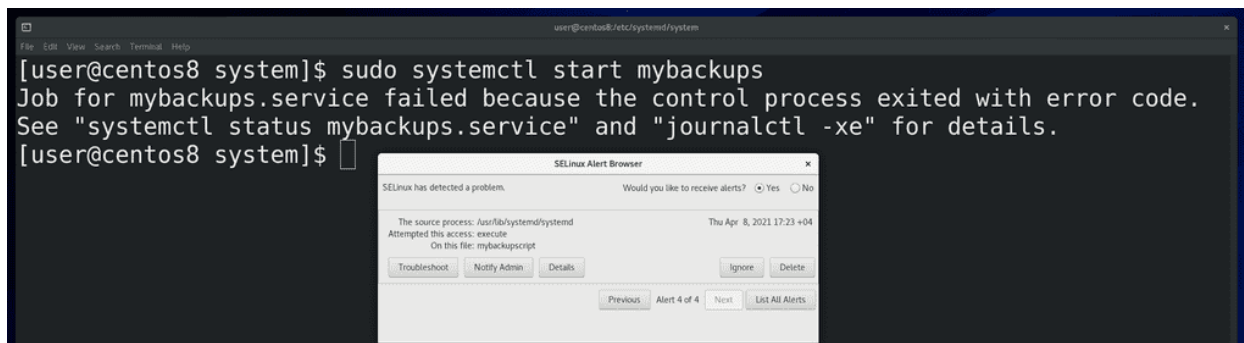 user@centos8:/etc/systemd/system
File Edit View Search Terminal Help
[user@centos8 system]$ sudo systemctl start mybackups
Job for mybackups.service failed because the control process exited with error code.
See "systemctl status mybackups.service" and "journalctl -xe" for details.
[user@centos8 system]$
SELinux Alert Browser
SELinux has detected a problem. Would you like to receive alerts? Yes No
The source process: /usr/lib/systemd/systemd Thu Apr 8, 2021 17:23 +04
Attempted this access: execute
On this file: mybackupscript
Troubleshoot Notify Admin Details Ignore Delete
Previous Alert 4 of 4 Next List All Alerts